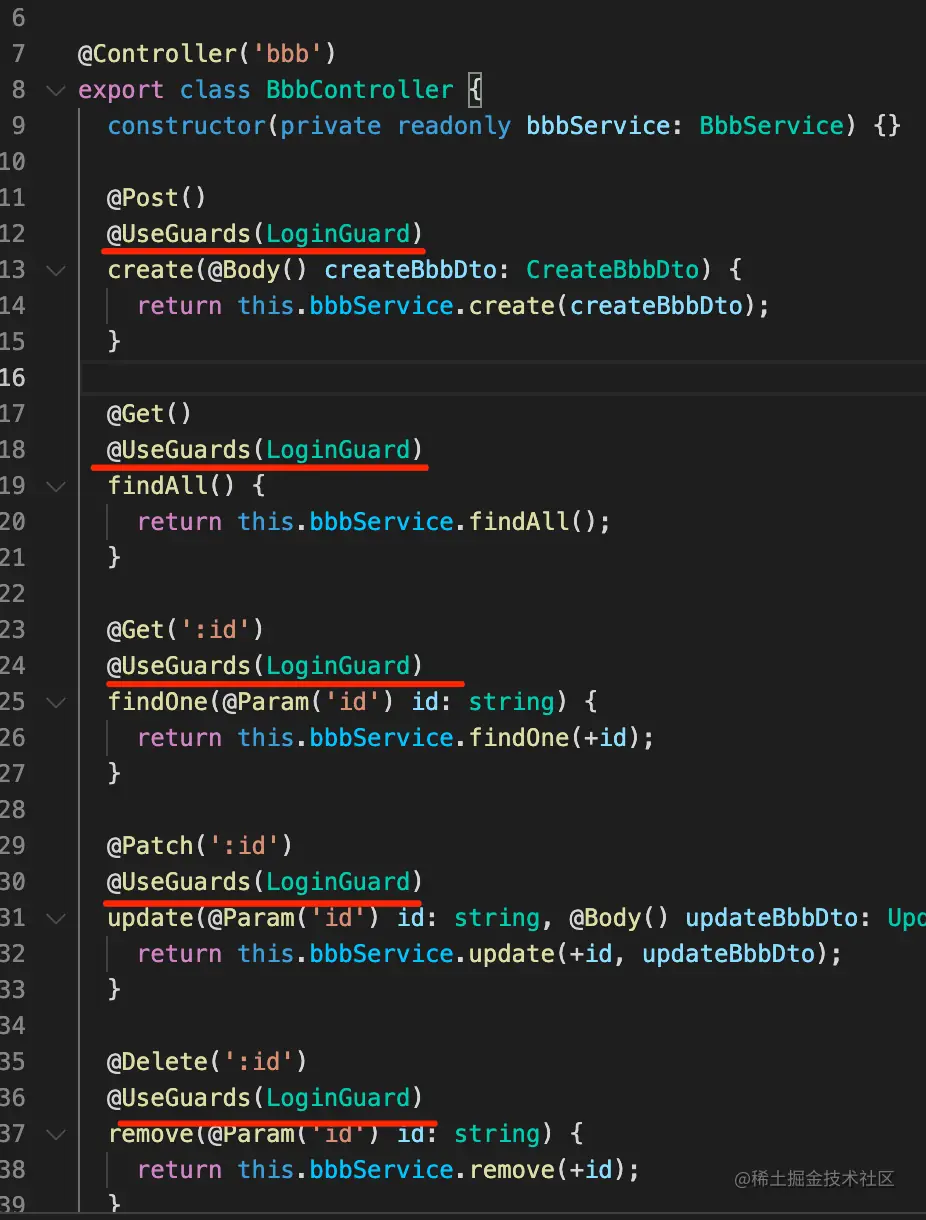 6
7 @Controller('bbb')
8 export class BbbController {
9 constructor(private readonly bbbService: BbbService) {}
10
11 @Post()
12 @UseGuards(LoginGuard)
13 create(@Body() createBbbDto: CreateBbbDto) {
14 return this.bbbService.create(createBbbDto);
15 }
16
17 @Get()
18 @UseGuards(LoginGuard)
19 findAll() {
20 return this.bbbService.findAll();
21 }
22
23 @Get(':id')
24 @UseGuards(LoginGuard)
25 findOne(@Param('id') id: string) {
26 return this.bbbService.findOne(+id);
27 }
28
29 @Patch(':id')
30 @UseGuards(LoginGuard)
31 update(@Param('id') id: string, @Body() updateBbbDto: Upd
32 return this.bbbService.update(+id, updateBbbDto);
33 }
34
35 @Delete(':id')
36 @UseGuards(LoginGuard)
37 remove(@Param('id') id: string) {
38 return this.bbbService.remove(+id);
39 }
@稀土掘金技术社区